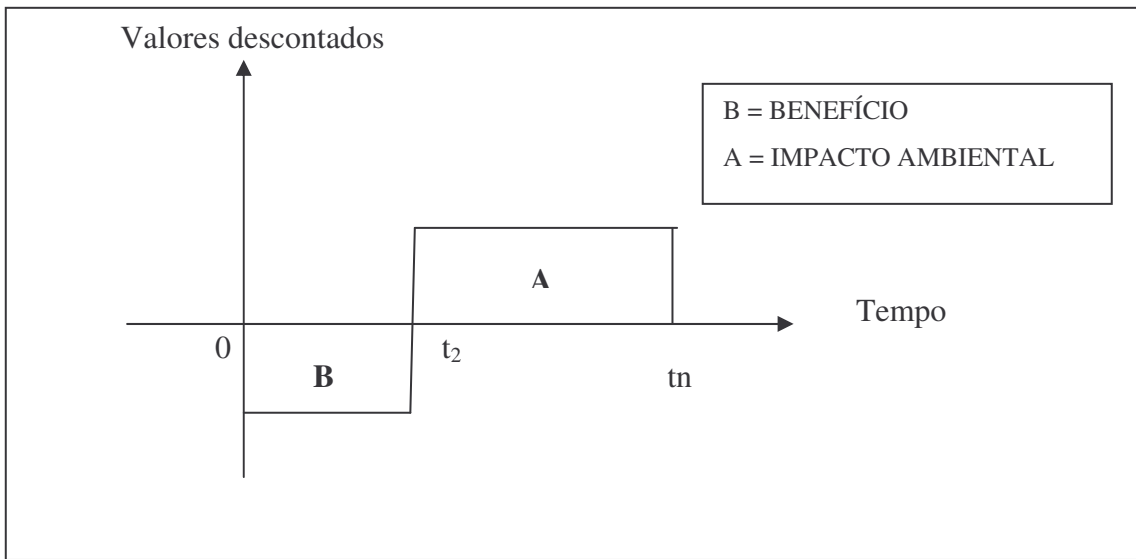 Valores descontados
B = BENEFÍCIO
A = IMPACTO AMBIENTAL
A
Tempo
0
t₂
B
tn